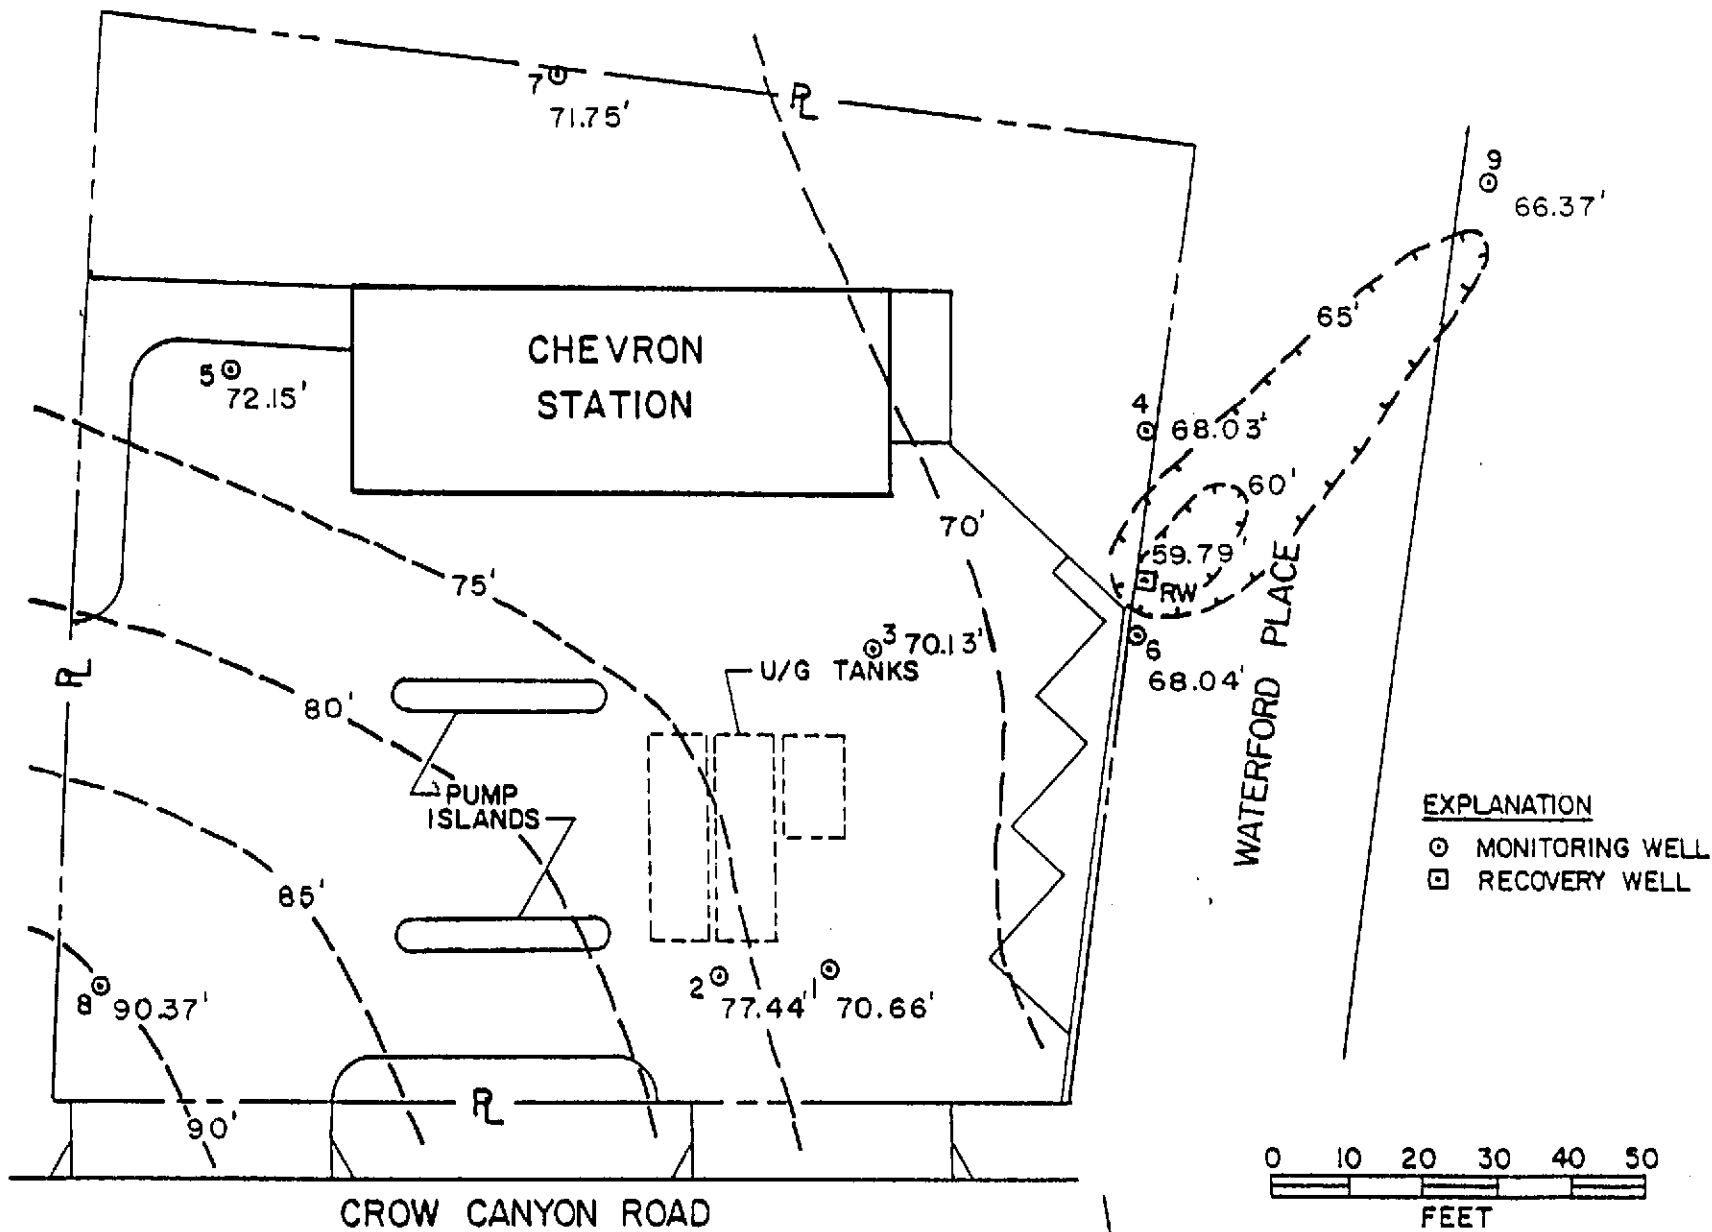 7
71.75'
PL
9
66.37'
65'
CHEVRON
STATION
5
72.15'
4
68.03'
60'
70'
59.79'
RW
75'
3 70.13'
6
68.04'
U/G TANKS
PL
80'
WATERFORD PLACE
PUMP
ISLANDS
EXPLANATION
MONITORING WELL
RECOVERY WELL
85'
8 90.37'
2
77.44'
1
70.66'
PL
90'
0 10 20 30 40 50
FEET
CROW CANYON ROAD